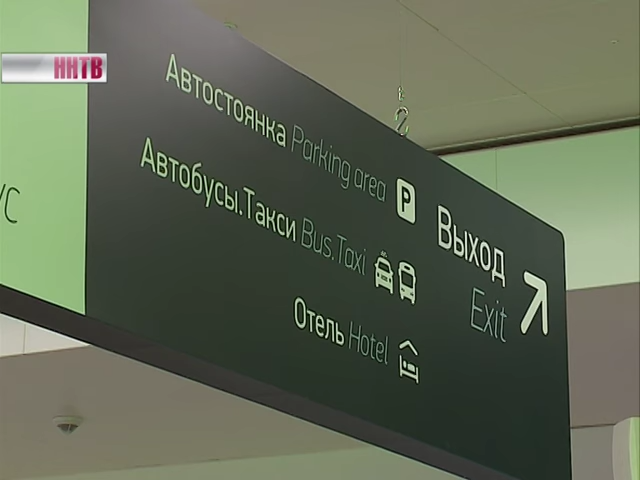 ННТВ
Автостоянка Parking area P
Автобусы.Такси Bus.Taxi
Отель Hotel
Выход
Exit